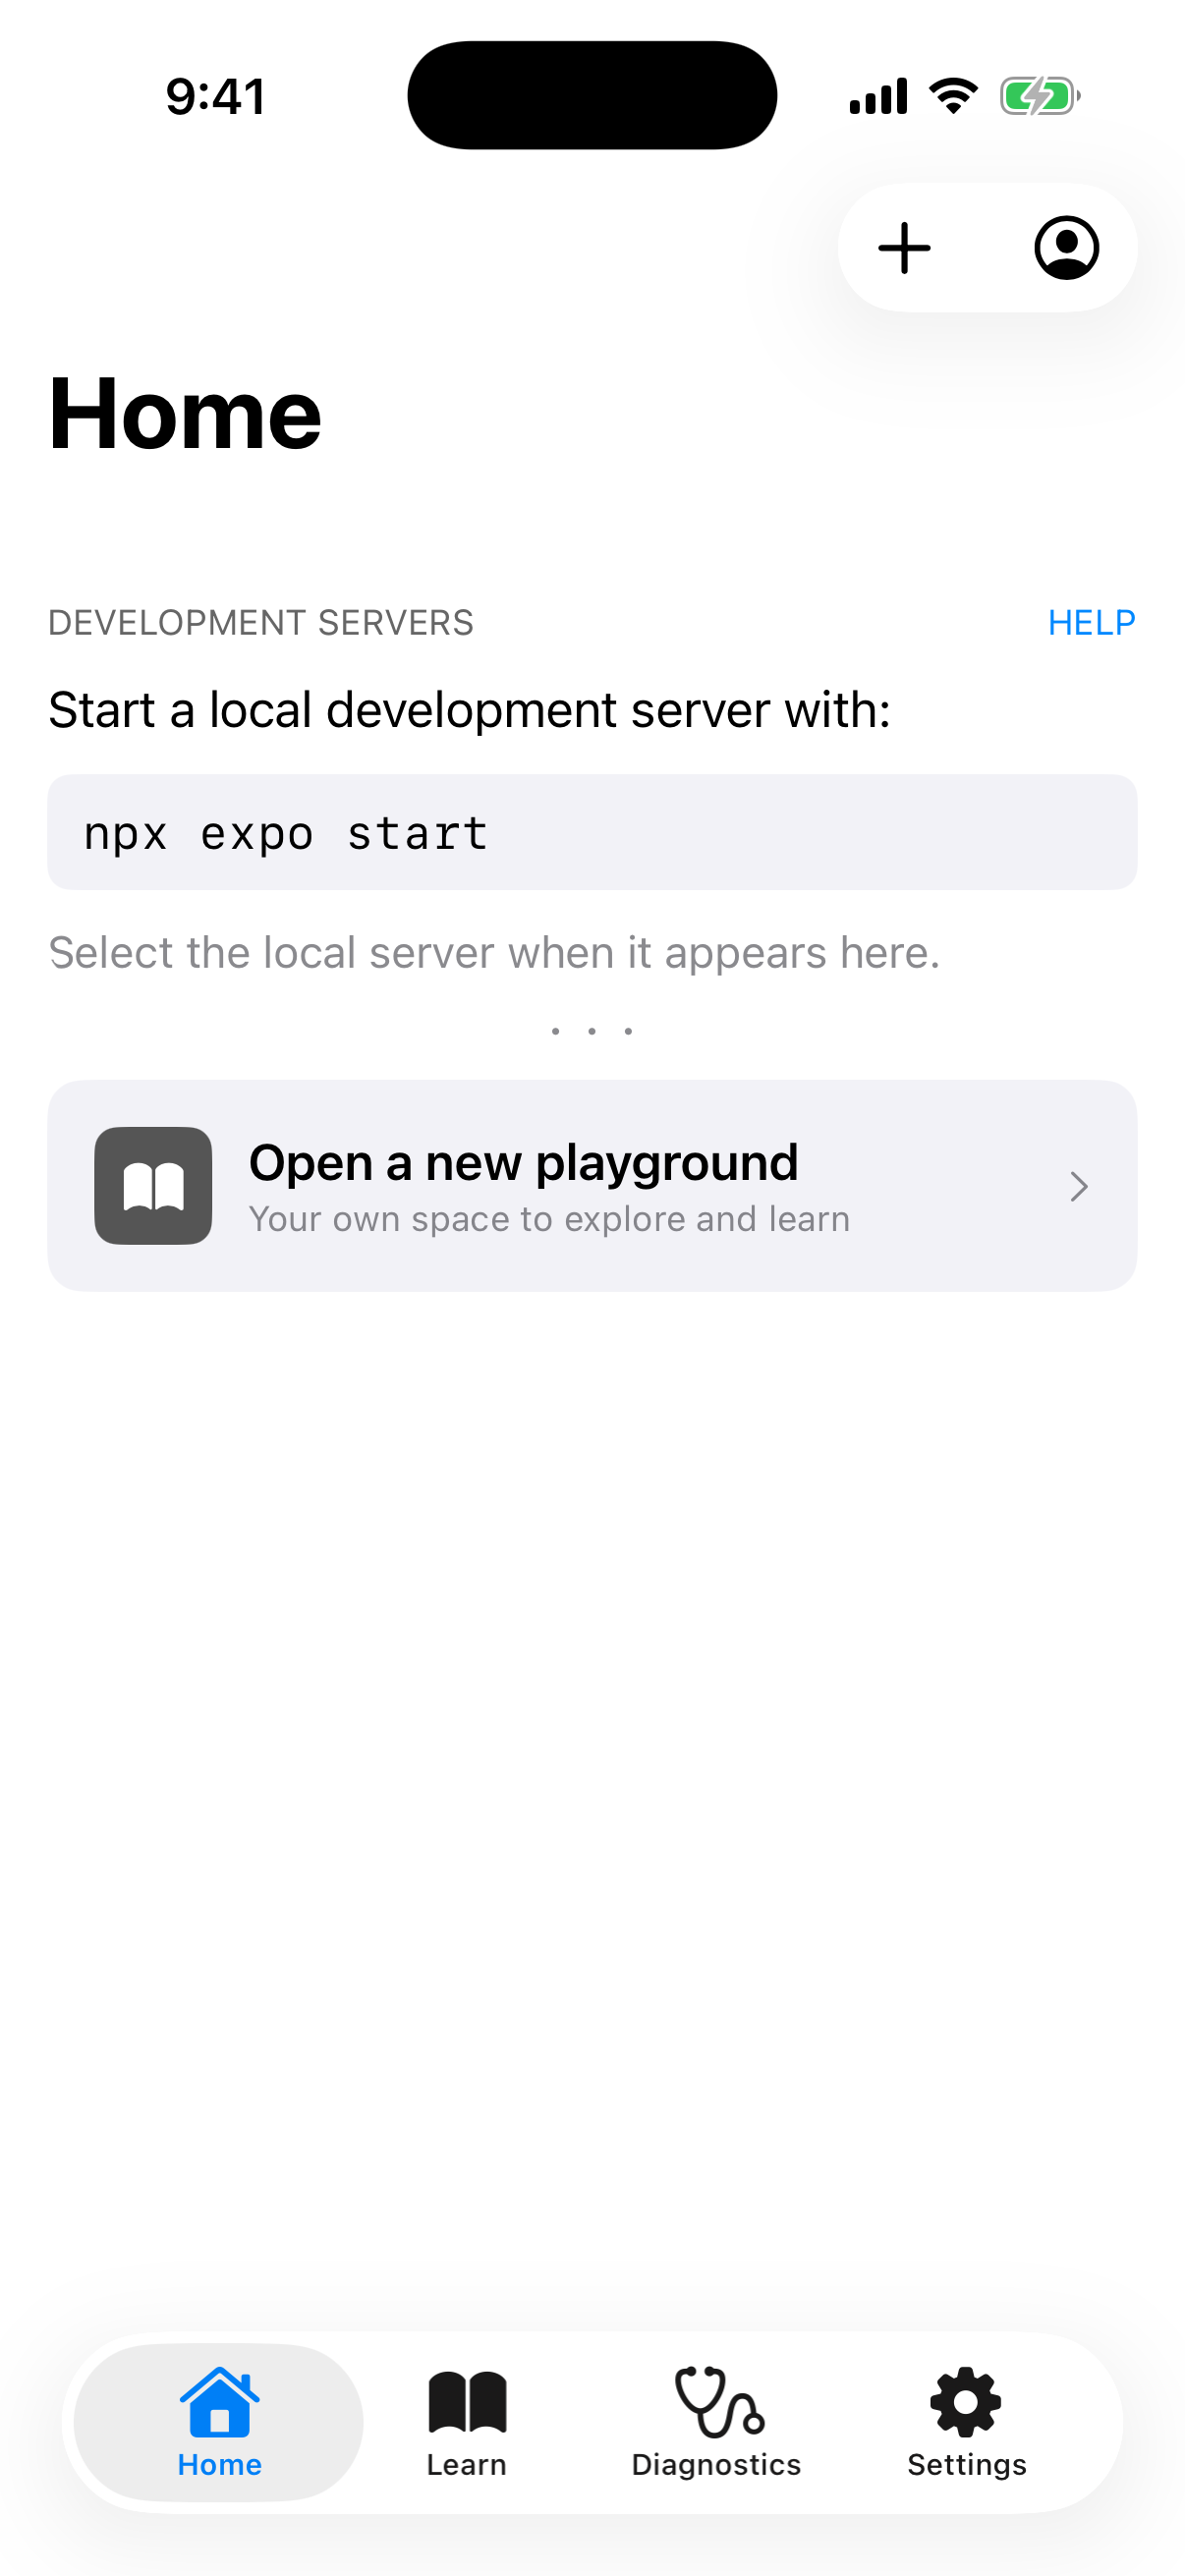 9:41
Home
DEVELOPMENT SERVERS
HELP
Start a local development server with:
npx expo start
Select the local server when it appears here.
. . .
Open a new playground
Your own space to explore and learn
Home
Learn
Diagnostics
Settings